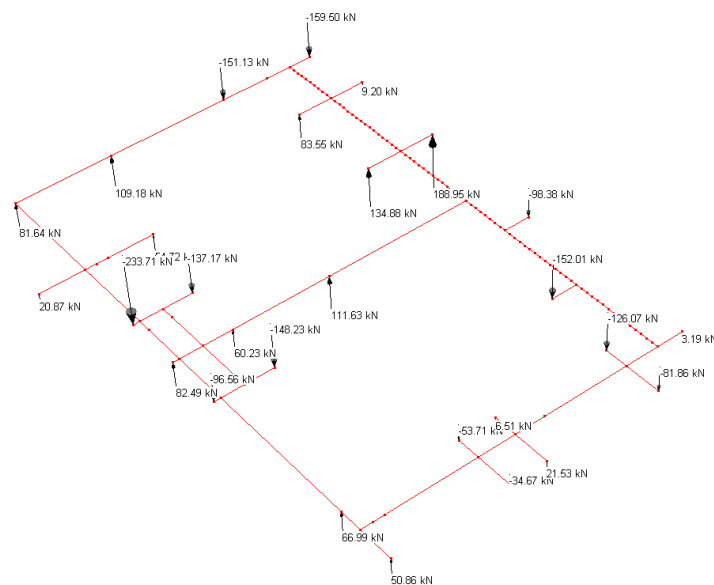 -159.50 kN
-151.13 kN
9.20 kN
83.55 kN
109.18 kN
188.95 kN
134.88 kN
-98.38 kN
81.64 kN
-137.17 kN
-233.71 kN
-152.01 kN
20.87 kN
111.63 kN
-126.07 kN
-148.23 kN
60.23 kN
3.19 kN
-96.56 kN
82.49 kN
-81.86 kN
6.51 kN
-53.71 kN
21.53 kN
-34.67 kN
66.99 kN
50.86 kN